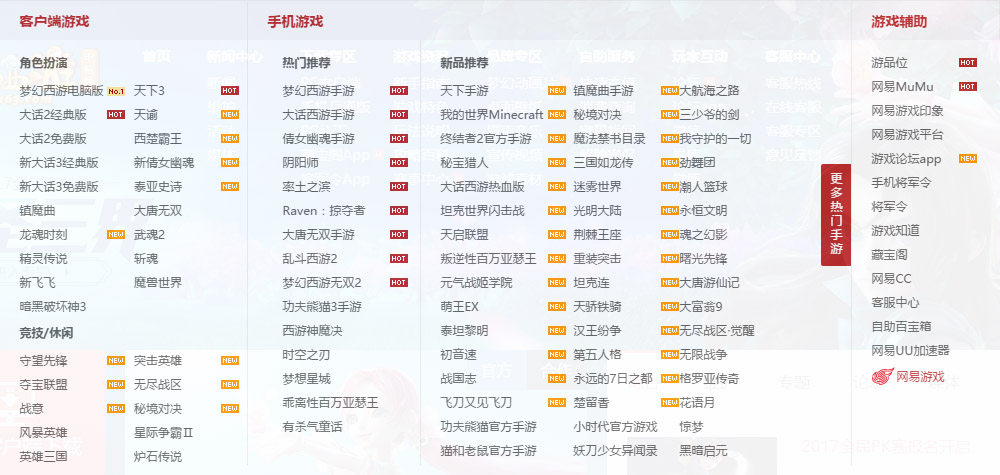 客户端游戏
角色扮演
梦幻西游电脑版 No.1 天下3 HOT
大话2经典版 HOT 天谕 NEW
大话2免费版 西楚霸王 NEW
新大话3经典版 新倩女幽魂 NEW
新大话3免费版 泰亚史诗 NEW
镇魔曲 大唐无双
龙魂时刻 NEW 武魂2
精灵传说 斩魂
新飞飞 魔兽世界
暗黑破坏神3
竞技/休闲
守望先锋 NEW 突击英雄 NEW
夺宝联盟 NEW 无尽战区 NEW
战意 NEW 秘境对决 NEW
风暴英雄 星际争霸Ⅱ
英雄三国 炉石传说
手机游戏
热门推荐
梦幻西游手游 HOT
大话西游手游 HOT
倩女幽魂手游 HOT
阴阳师 HOT
率土之滨 HOT
Raven：掠夺者 HOT
大唐无双手游 HOT
乱斗西游2 HOT
梦幻西游无双2 HOT
功夫熊猫3手游
西游神魔决
时空之刃
梦想星城
乖离性百万亚瑟王
有杀气童话
新品推荐
天下手游 NEW 镇魔曲手游 NEW 大航海之路
我的世界Minecraft NEW 秘境对决 NEW 三少爷的剑
终结者2官方手游 NEW 魔法禁书目录 NEW 我守护的一切
秘宝猎人 NEW 三国如龙传 NEW 劲舞团
大话西游热血版 NEW 迷雾世界 NEW 潮人篮球
坦克世界闪击战 NEW 光明大陆 NEW 永恒文明
天启联盟 NEW 荆棘王座 NEW 魂之幻影
叛逆性百万亚瑟王 NEW 重装突击 NEW 曙光先锋
元气战姬学院 NEW 坦克连 NEW 大唐游仙记
萌王EX NEW 天骄铁骑 NEW 大富翁9
泰坦黎明 NEW 汉王纷争 NEW 无尽战区·觉醒
初音速 NEW 第五人格 NEW 无限战争
战国志 NEW 永远的7日之都 NEW 格罗亚传奇
飞刀又见飞刀 NEW 楚留香 NEW 花语月
功夫熊猫官方手游 小时代官方游戏 惊梦
猫和老鼠官方手游 妖刀少女异闻录 黑暗启元
更多热门手游
游戏辅助
游品位 HOT
网易MuMu HOT
网易游戏印象
网易游戏平台
游戏论坛app NEW
手机将军令
将军令
游戏知道
藏宝阁
网易CC
客服中心
自助百宝箱
网易UU加速器
网易游戏